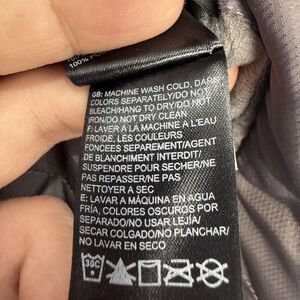 100% PO
GB: MACHINE WASH COLD, DARK
COLORS SEPARATELY/DO NOT
BLEACH/HANG TO DRY/DO NOT
IRON/DO NOT DRY CLEAN
F: LAVER A LA MACHINE A L'EAU
FROIDE, LES COULEURS
FONCEES SEPAREMENT/AGENT
DE BLANCHIMENT INTERDIT/
SUSPENDRE POUR SECHER/NE
PAS REPASSER/NE PAS
NETTOYER A SEC
E: LAVAR A MÁQUINA EN AGUA
FRÍA, COLORES OSCUROS POR
SEPARADO/NO USAR LEJÍA/
SECAR COLGADO/NO PLANCHAR/
NO LAVAR EN SECO
30C